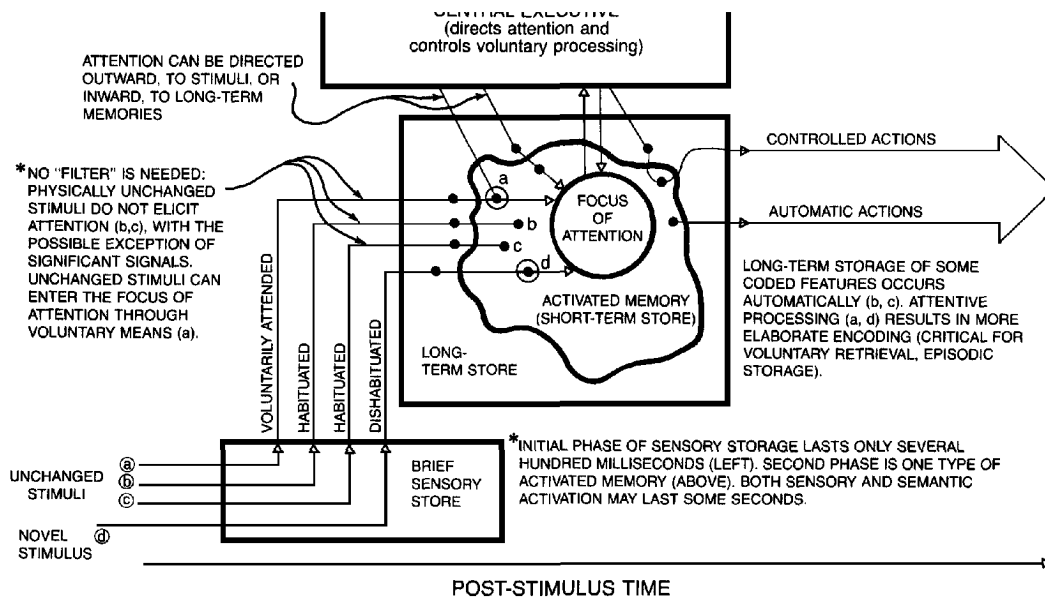 CENTRAL EXECUTIVE
(directs attention and
controls voluntary processing)
ATTENTION CAN BE DIRECTED
OUTWARD, TO STIMULI, OR
INWARD, TO LONG-TERM
MEMORIES
*NO "FILTER" IS NEEDED:
PHYSICALLY UNCHANGED
STIMULI DO NOT ELICIT
ATTENTION (b,c), WITH THE
POSSIBLE EXCEPTION OF
SIGNIFICANT SIGNALS.
UNCHANGED STIMULI CAN
ENTER THE FOCUS OF
ATTENTION THROUGH
VOLUNTARY MEANS (a).
a
b
c
d
FOCUS
OF
ATTENTION
ACTIVATED MEMORY
(SHORT-TERM STORE)
LONG-
TERM STORE
CONTROLLED ACTIONS
AUTOMATIC ACTIONS
LONG-TERM STORAGE OF SOME
CODED FEATURES OCCURS
AUTOMATICALLY (b, c). ATTENTIVE
PROCESSING (a, d) RESULTS IN MORE
ELABORATE ENCODING (CRITICAL FOR
VOLUNTARY RETRIEVAL, EPISODIC
STORAGE).
VOLUNTARILY ATTENDED
HABITUATED
HABITUATED
DISHABITUATED
UNCHANGED
STIMULI
a
b
c
NOVEL
STIMULUS
d
BRIEF
SENSORY
STORE
*INITIAL PHASE OF SENSORY STORAGE LASTS ONLY SEVERAL
HUNDRED MILLISECONDS (LEFT). SECOND PHASE IS ONE TYPE OF
ACTIVATED MEMORY (ABOVE). BOTH SENSORY AND SEMANTIC
ACTIVATION MAY LAST SOME SECONDS.
POST-STIMULUS TIME